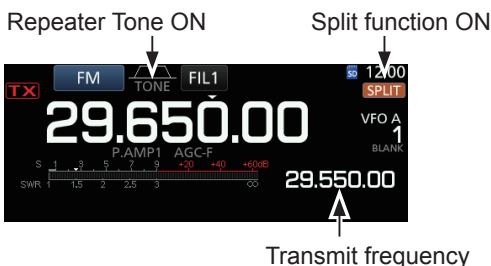 Repeater Tone ON Split function ON
FM TONE FIL1 SD 12:00
TX SPLIT
29.650.00 VFO A
1
P.AMP1 AGC-F BLANK
S 1 3 5 7 9 +20 +40 +60dB
SWR 1 1.5 2 2.5 3 ∞ 29.550.00
Transmit frequency